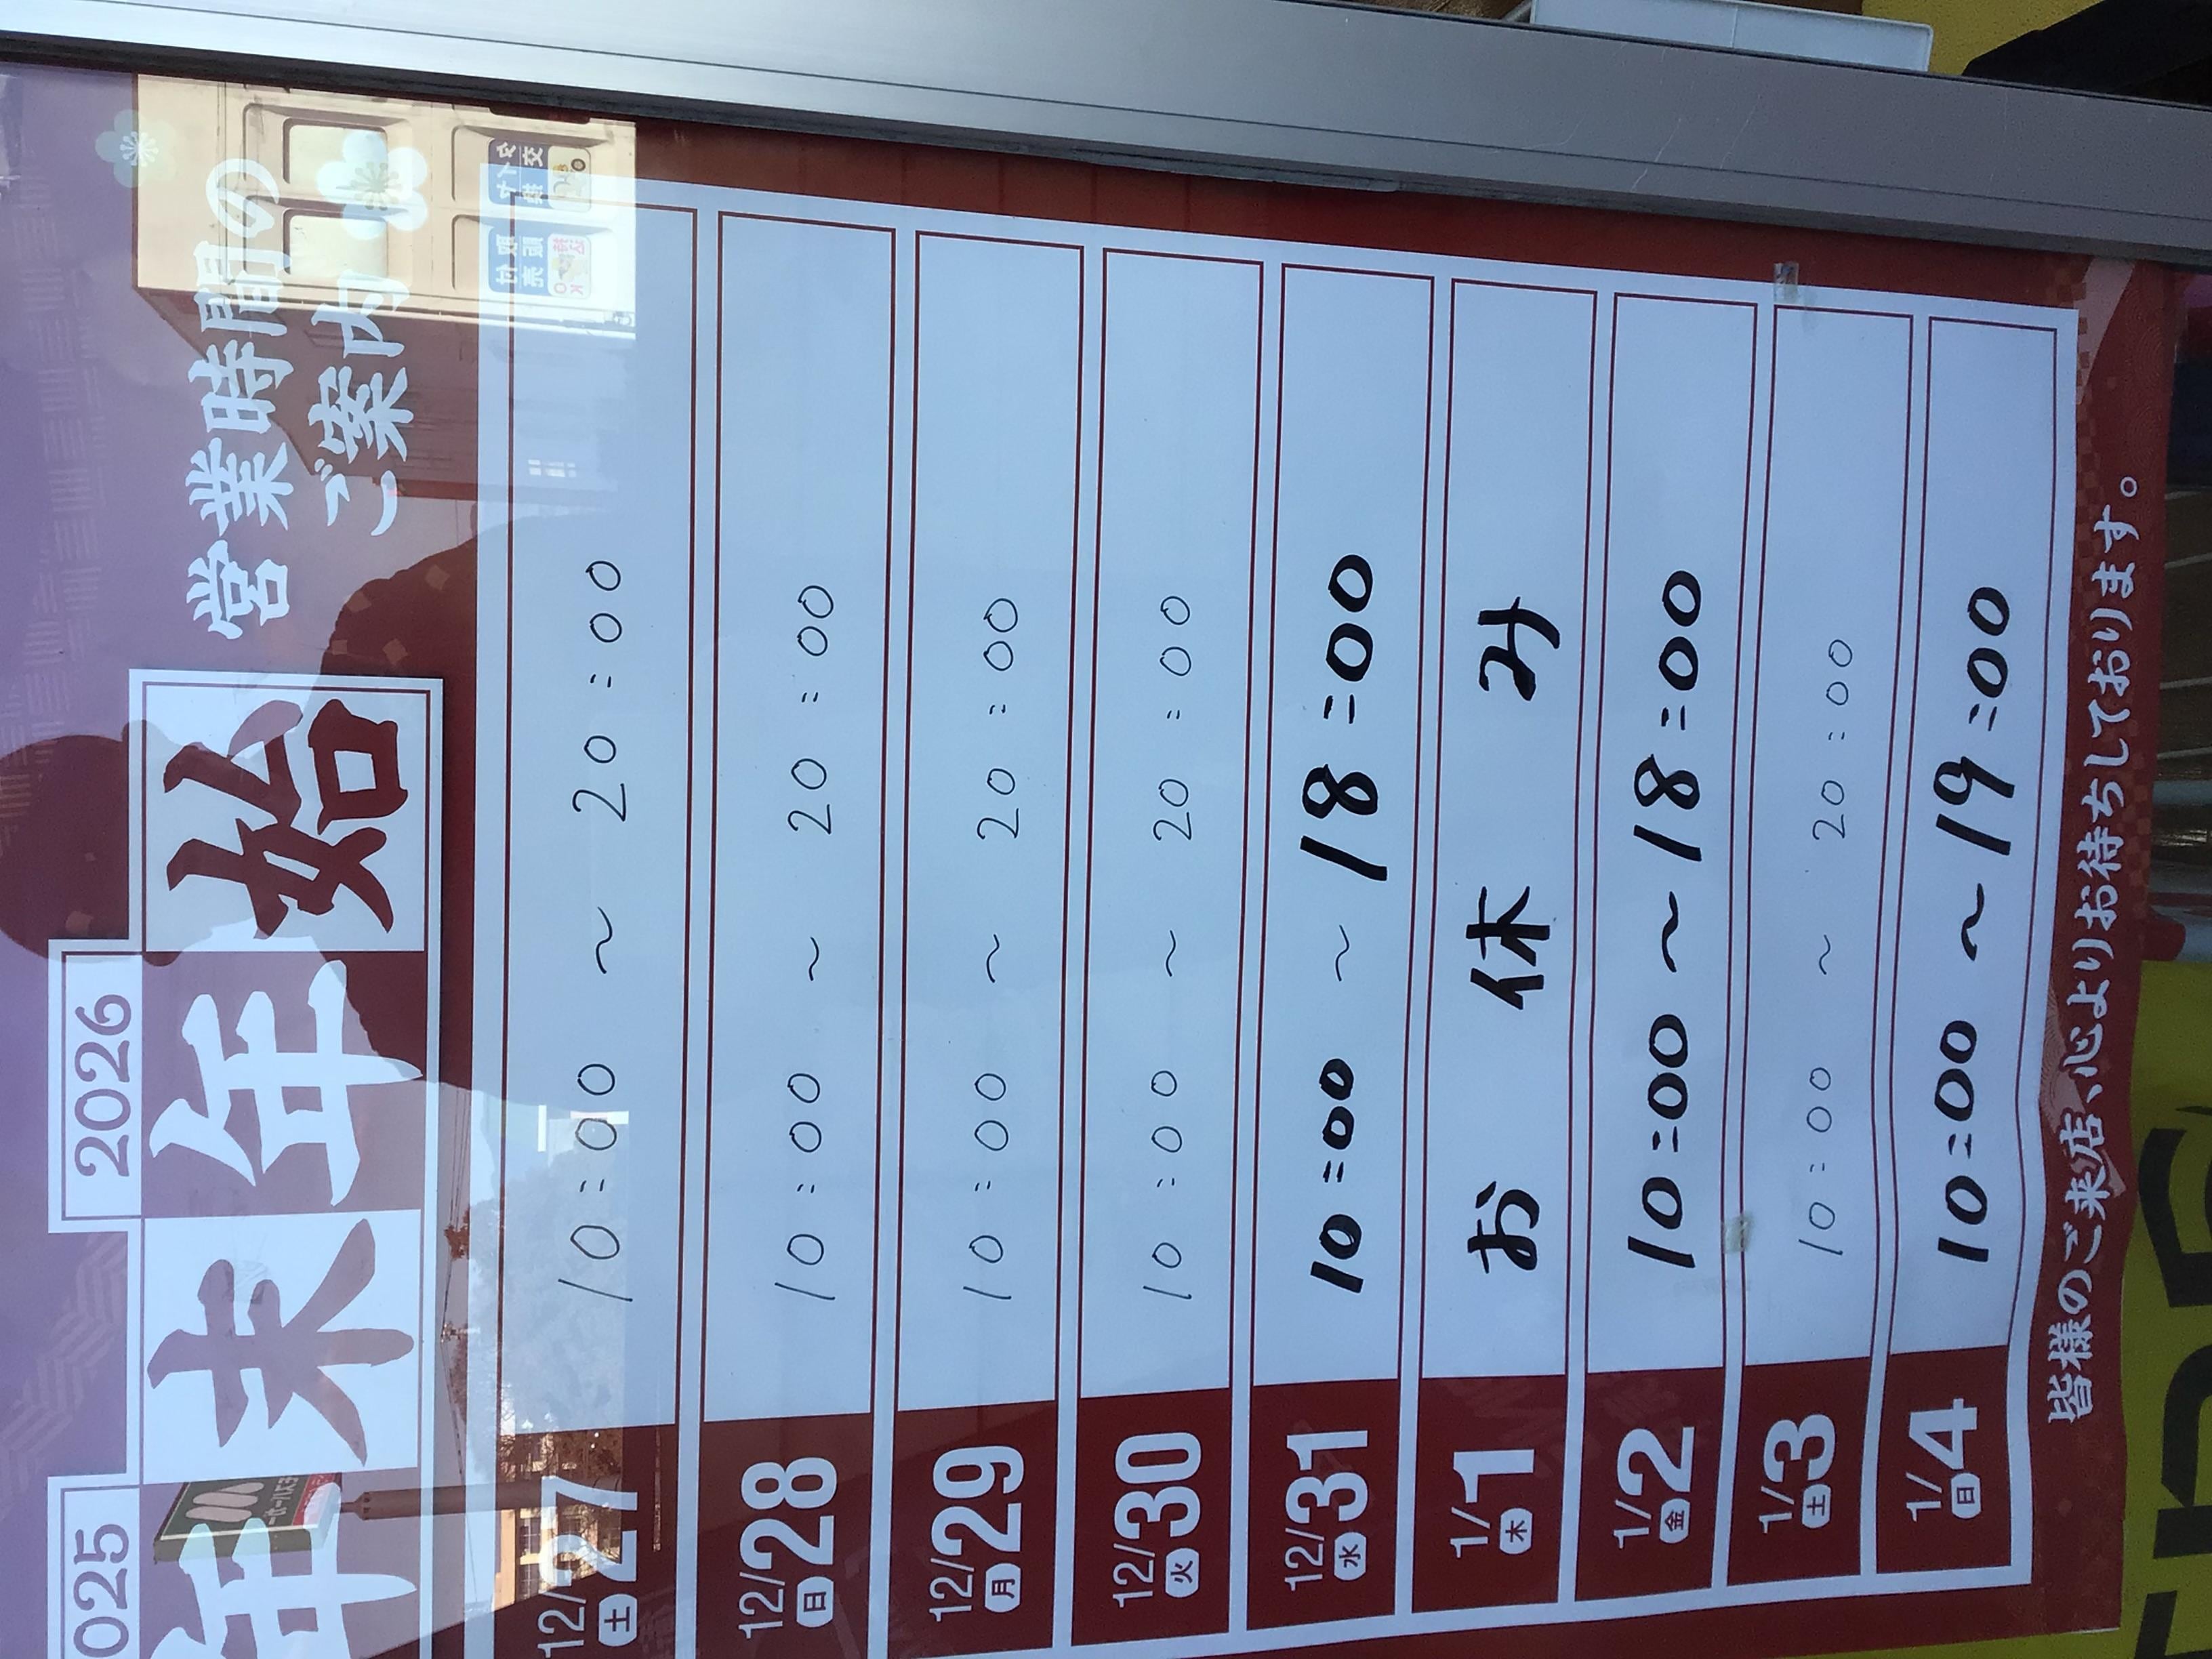 2025 2026
年末年始
営業時間の
ご案内
12/27 土 10:00 ~ 20:00
12/28 日 10:00 ~ 20:00
12/29 月 10:00 ~ 20:00
12/30 火 10:00 ~ 20:00
12/31 水 10:00 ~ 18:00
1/1 木 お休み
1/2 金 10:00 ~ 18:00
1/3 土 10:00 ~ 20:00
1/4 日 10:00 ~ 19:00
皆様のご来店、心よりお待ちしております。